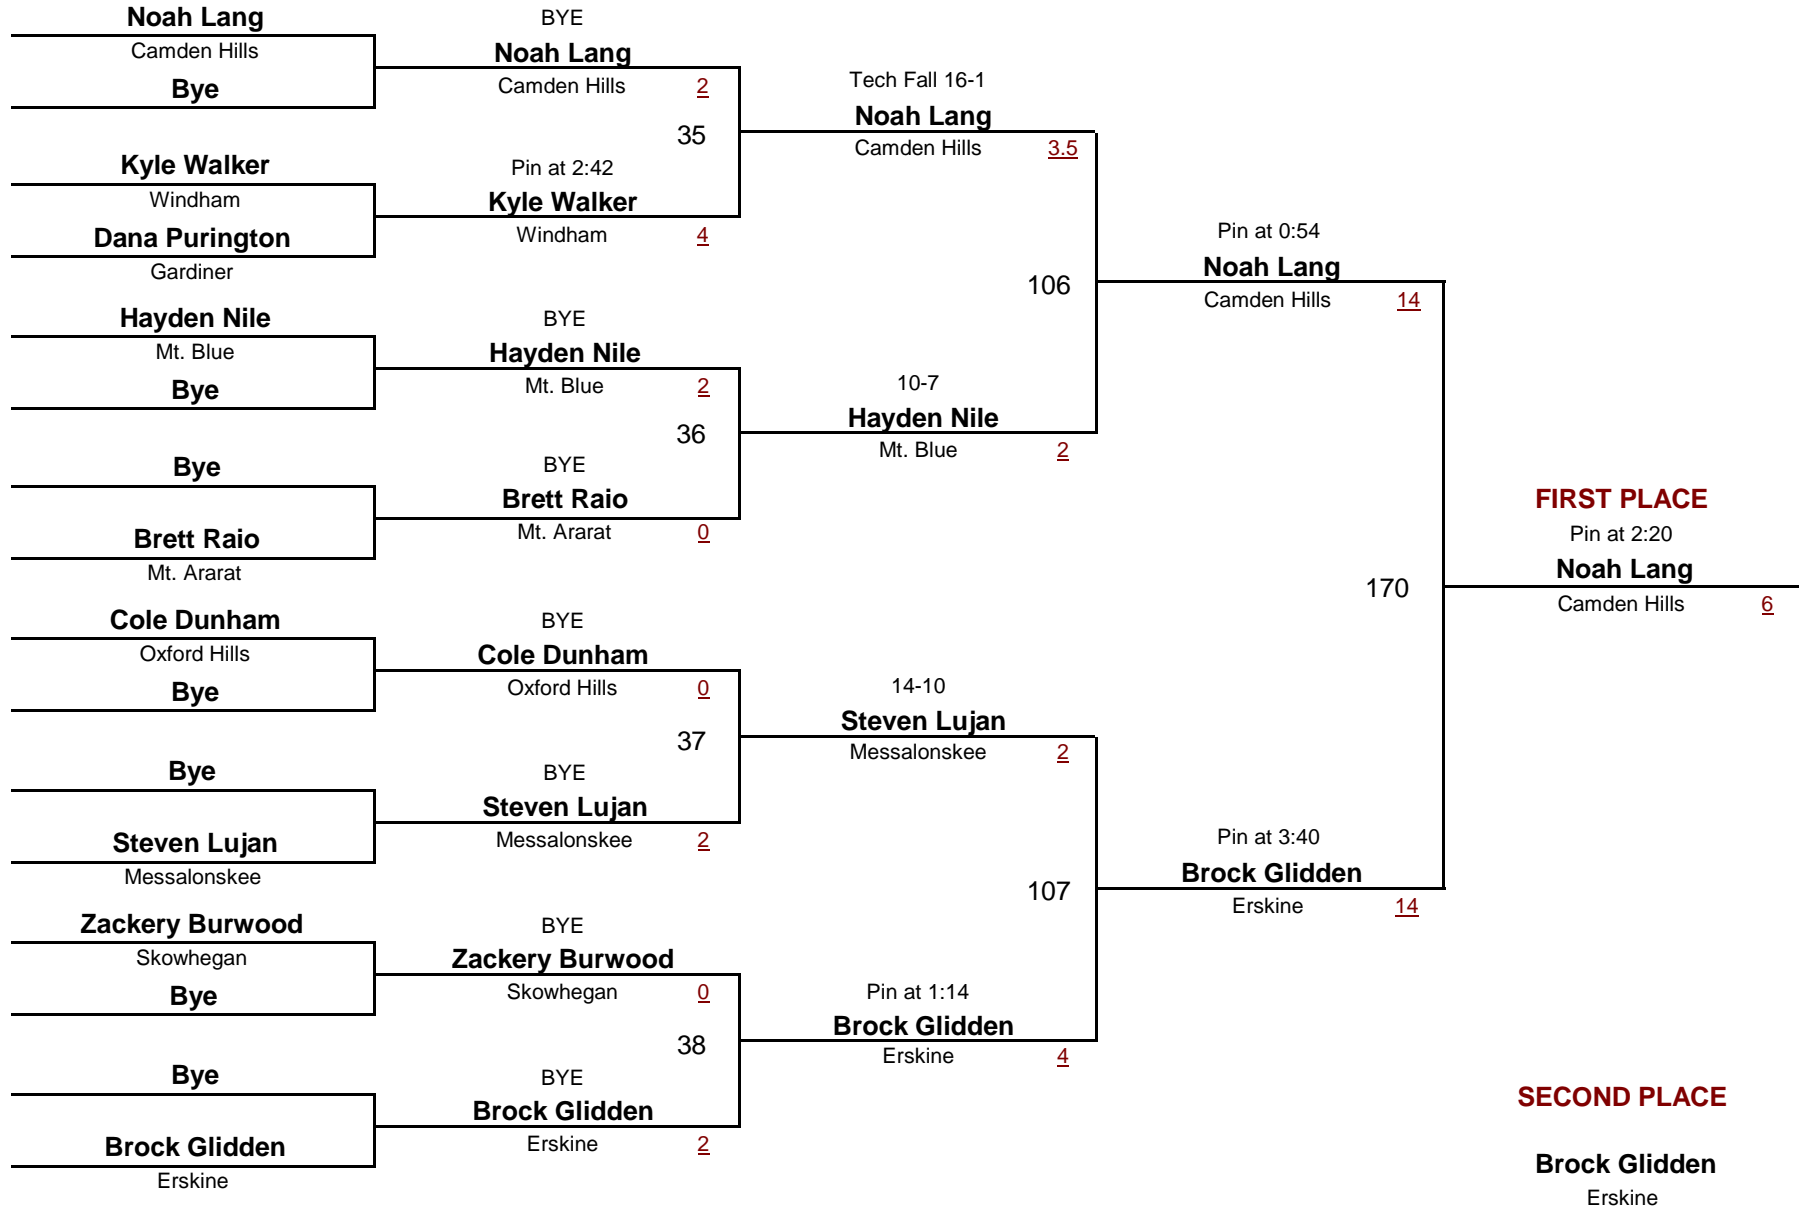 Noah Lang
Camden Hills
Bye
Kyle Walker
Windham
Dana Purington
Gardiner
Hayden Nile
Mt. Blue
Bye
Bye
Brett Raio
Mt. Ararat
Cole Dunham
Oxford Hills
Bye
Bye
Steven Lujan
Messalonskee
Zackery Burwood
Skowhegan
Bye
Bye
Brock Glidden
Erskine
BYE
Noah Lang
Camden Hills 2
35
Pin at 2:42
Kyle Walker
Windham 4
BYE
Hayden Nile
Mt. Blue 2
36
BYE
Brett Raio
Mt. Ararat 0
BYE
Cole Dunham
Oxford Hills 0
37
BYE
Steven Lujan
Messalonskee 2
BYE
Zackery Burwood
Skowhegan 0
38
BYE
Brock Glidden
Erskine 2
Tech Fall 16-1
Noah Lang
Camden Hills 3.5
106
10-7
Hayden Nile
Mt. Blue 2
14-10
Steven Lujan
Messalonskee 2
107
Pin at 1:14
Brock Glidden
Erskine 4
Pin at 0:54
Noah Lang
Camden Hills 14
170
Pin at 3:40
Brock Glidden
Erskine 14
FIRST PLACE
Pin at 2:20
Noah Lang
Camden Hills 6
SECOND PLACE
Brock Glidden
Erskine